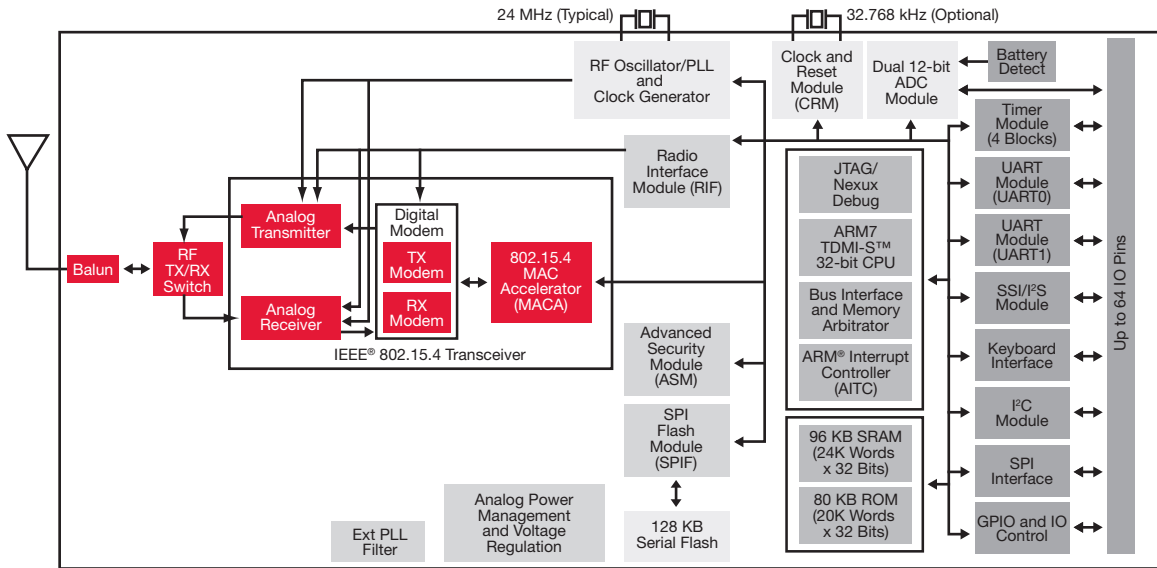 24 MHz (Typical)
32.768 kHz (Optional)
RF Oscillator/PLL
and
Clock Generator
Clock and
Reset
Module
(CRM)
Dual 12-bit
ADC
Module
Battery
Detect
Timer
Module
(4 Blocks)
Radio
Interface
Module (RIF)
JTAG/
Nexux
Debug
UART
Module
(UART0)
Analog
Transmitter
Digital
Modem
TX
Modem
RX
Modem
802.15.4
MAC
Accelerator
(MACA)
ARM7
TDMI-S™
32-bit CPU
UART
Module
(UART1)
Balun
RF
TX/RX
Switch
Analog
Receiver
IEEE® 802.15.4 Transceiver
Bus Interface
and Memory
Arbitrator
SSI/I²S
Module
Up to 64 IO Pins
Advanced
Security
Module
(ASM)
ARM® Interrupt
Controller
(AITC)
Keyboard
Interface
I²C
Module
SPI
Flash
Module
(SPIF)
96 KB SRAM
(24K Words
x 32 Bits)
SPI
Interface
80 KB ROM
(20K Words
x 32 Bits)
GPIO and IO
Control
Ext PLL
Filter
Analog Power
Management
and Voltage
Regulation
128 KB
Serial Flash